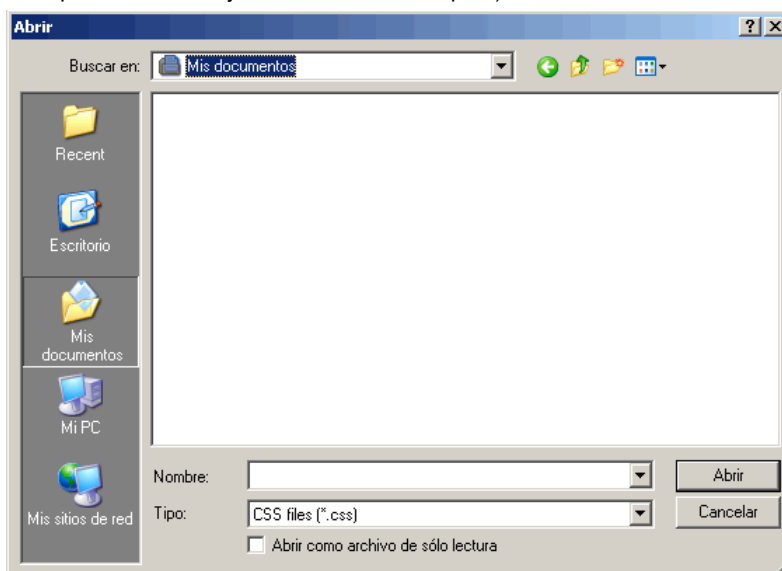 Abrir
Buscar en:
Mis documentos
Recent
Escritorio
Mis
documentos
Mi PC
Mis sitios de red
Nombre:
Abrir
Tipo:
CSS files (*.css)
Cancelar
Abrir como archivo de sólo lectura